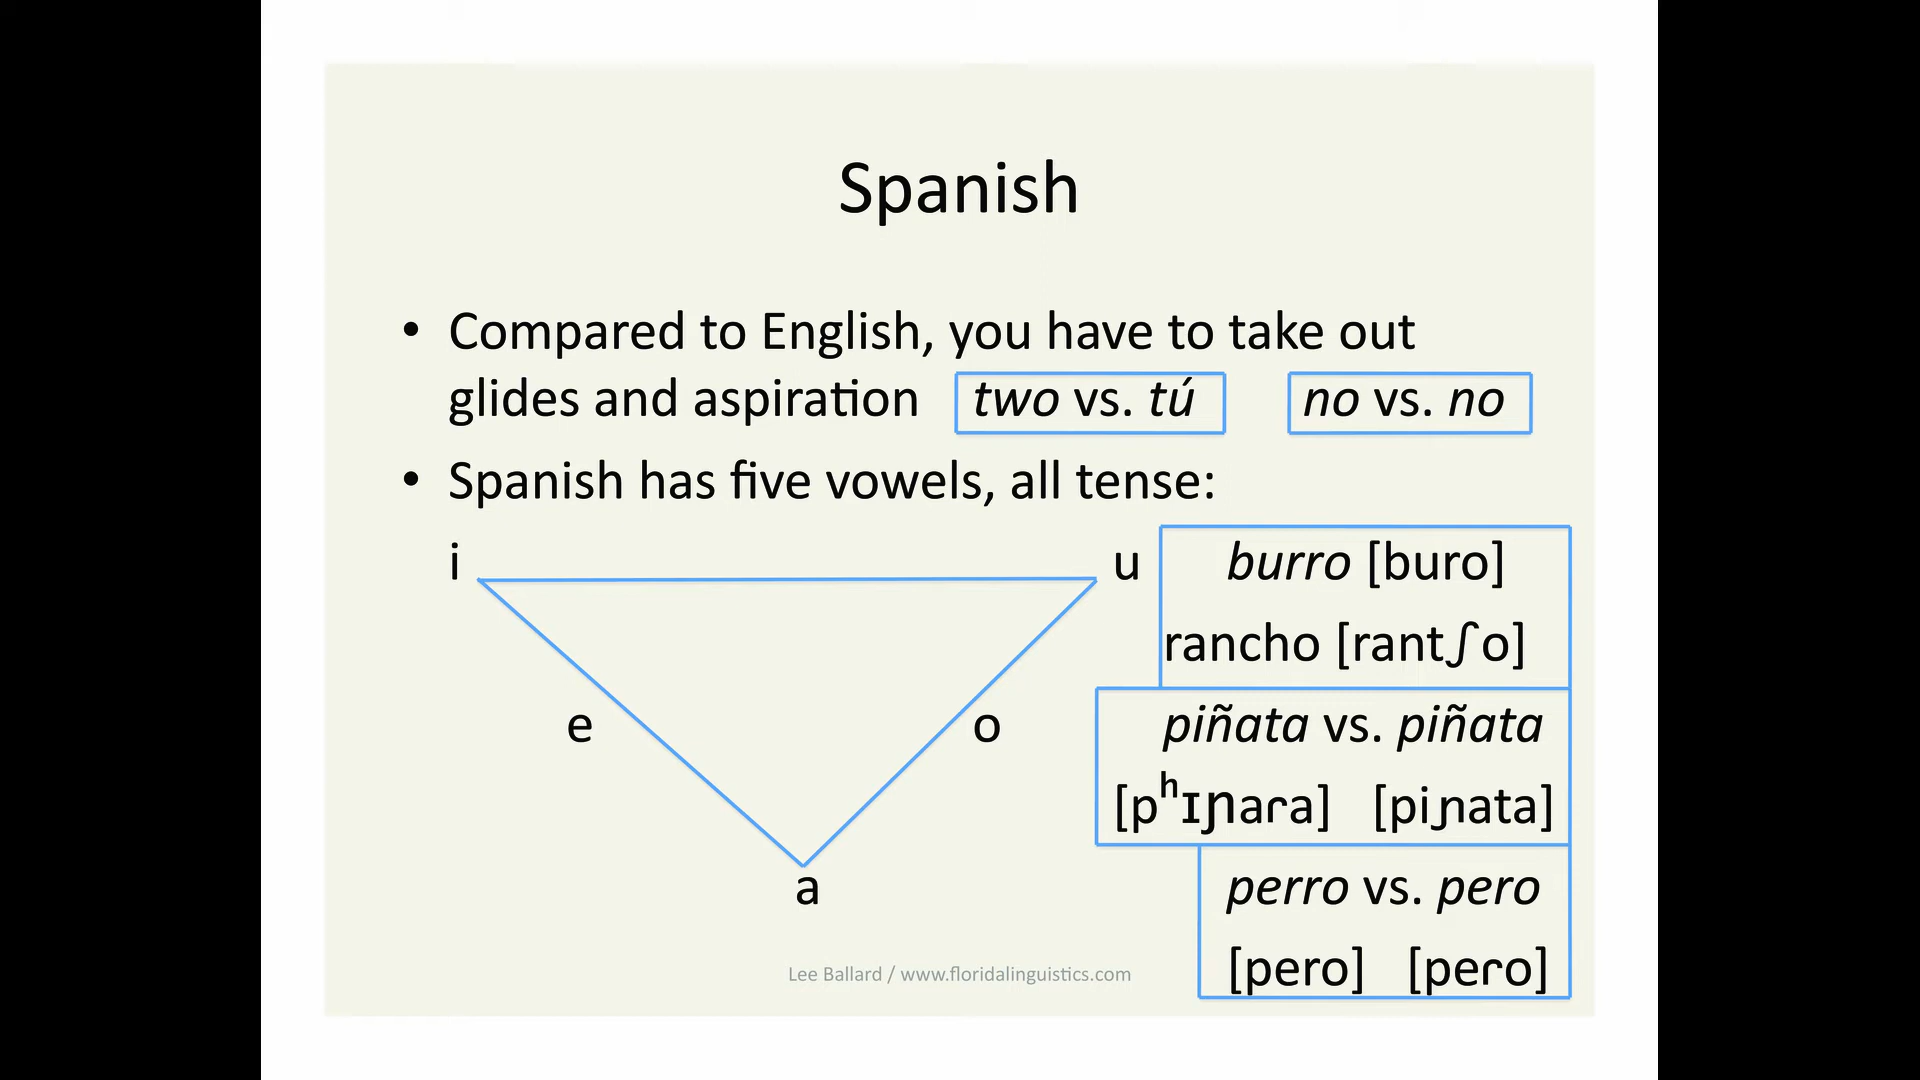 Spanish
• Compared to English, you have to take out
glides and aspiration two vs. tú no vs. no
• Spanish has five vowels, all tense:
i u burro [buro]
rancho [rantʃo]
e o piñata vs. piñata
[pʰɪɲaɾa] [piɲata]
a perro vs. pero
[pero] [peɾo]
Lee Ballard / www.floridalinguistics.com